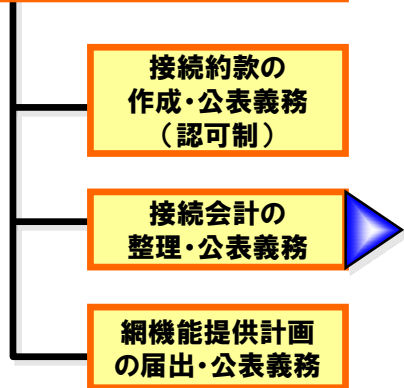 接続約款の
作成・公表義務
（認可制）
接続会計の
整理・公表義務
網機能提供計画
の届出・公表義務